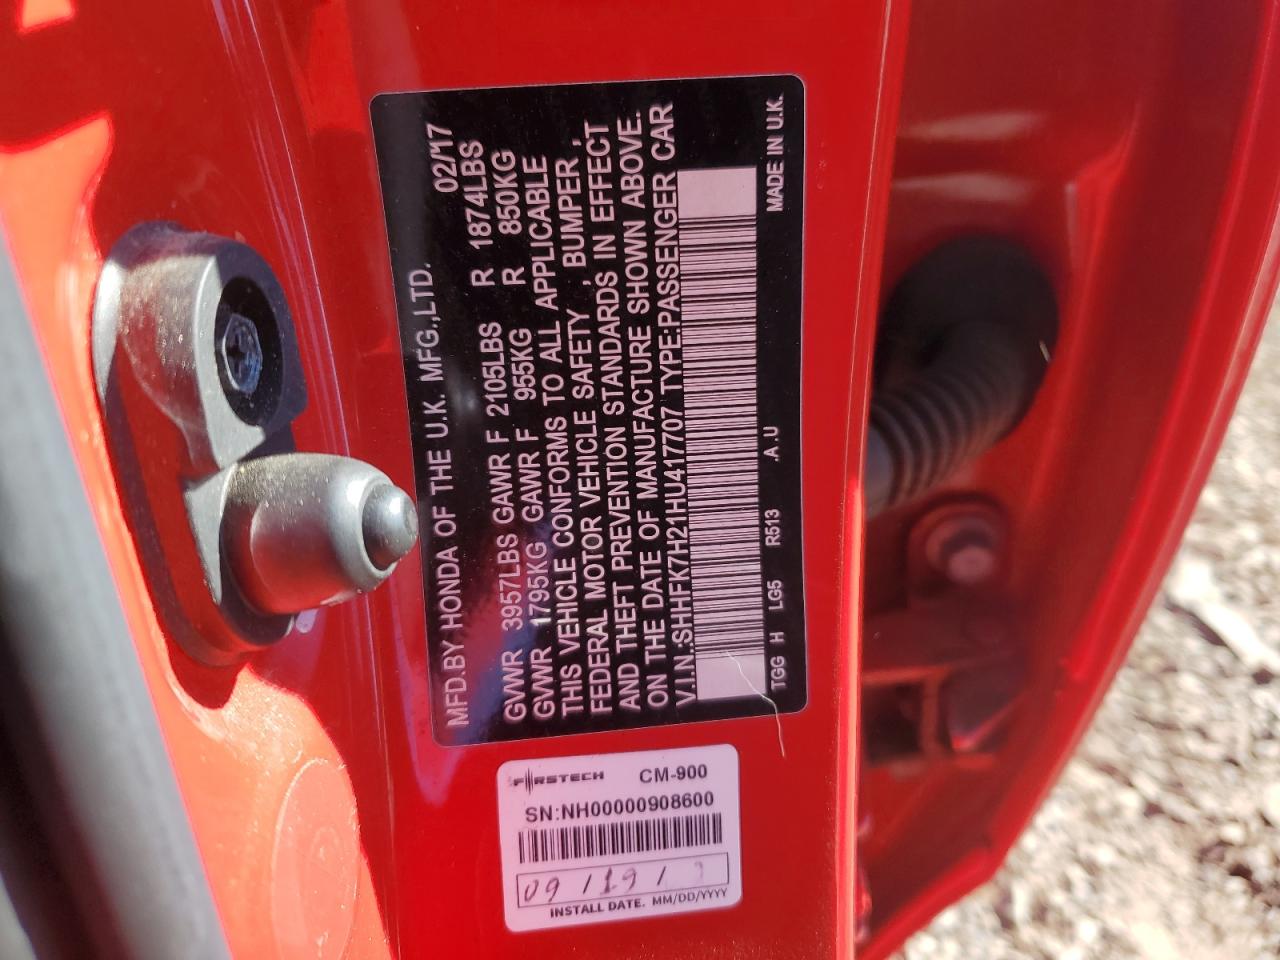 MFD.BY HONDA OF THE U.K. MFG.,LTD. 02/'17
GVWR 3957LBS GAWR F 2105LBS R 1874LBS
GVWR 1795KG GAWR F 955KG R 850KG
THIS VEHICLE CONFORMS TO ALL APPLICABLE
FEDERAL MOTOR VEHICLE SAFETY , BUMPER ,
AND THEFT PREVENTION STANDARDS IN EFFECT
ON THE DATE OF MANUFACTURE SHOWN ABOVE.
V.I.N.:SHHFK7H21HU417707 TYPE:PASSENGER CAR
TGG H LG5 R513 .A.U MADE IN U.K.
FIRSTECH CM-900
SN:NH00000908600
09 / 19 /
INSTALL DATE. MM/DD/YYYY